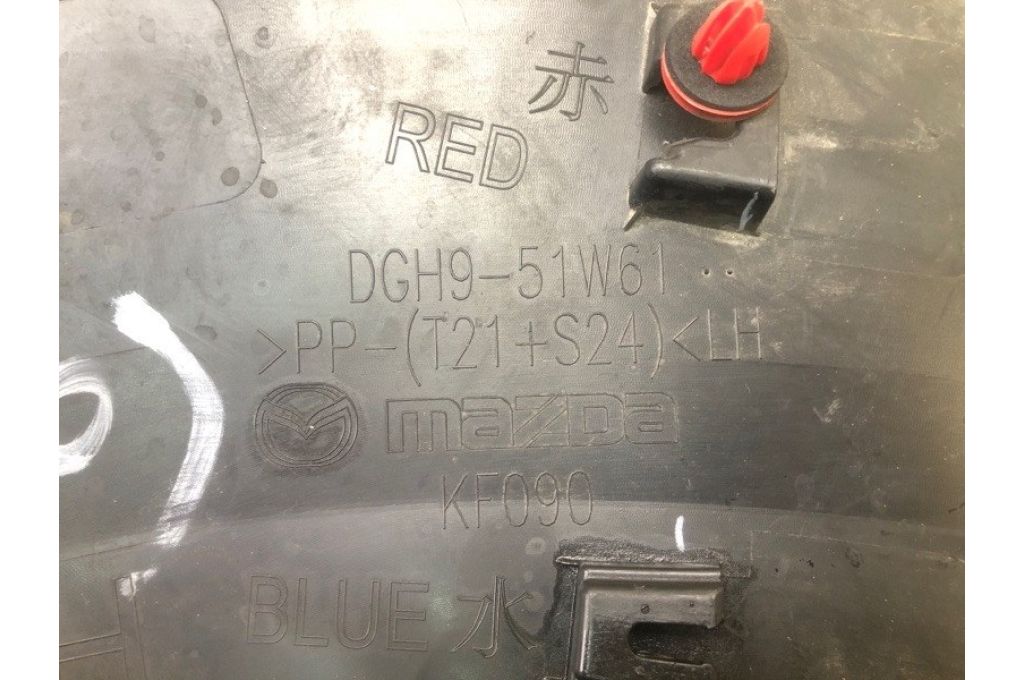 赤
RED
DGH9-51W61
>PP-(T21+S24)<LH
mazDa
KF090
BLUE 水